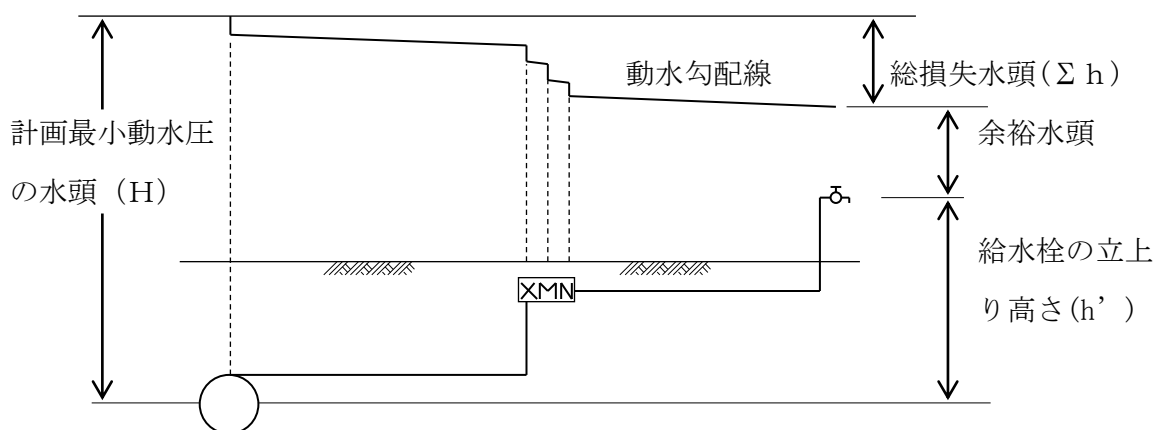 動水勾配線
総損失水頭(Σｈ)
計画最小動水圧
の水頭（Ｈ）
余裕水頭
給水栓の立上
り高さ(h’)
XMN